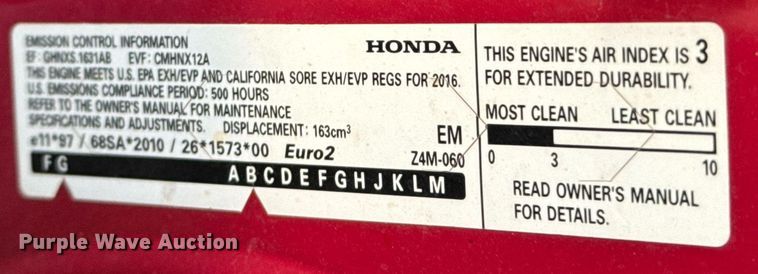 EMISSION CONTROL INFORMATION HONDA
EF: GHNXS.1631AB EVF: CMHNX12A
THIS ENGINE MEETS U.S. EPA EXH/EVP AND CALIFORNIA SORE EXH/EVP REGS FOR 2016.
U.S. EMISSIONS COMPLIANCE PERIOD: 500 HOURS
REFER TO THE OWNER'S MANUAL FOR MAINTENANCE
SPECIFICATIONS AND ADJUSTMENTS. DISPLACEMENT: 163cm³ EM
e11*97 / 68SA*2010 / 26*1573*00 Euro2 Z4M-060
F G A B C D E F G H J K L M
THIS ENGINE'S AIR INDEX IS 3
FOR EXTENDED DURABILITY.
MOST CLEAN LEAST CLEAN
0 3 10
READ OWNER'S MANUAL
FOR DETAILS.
Purple Wave Auction